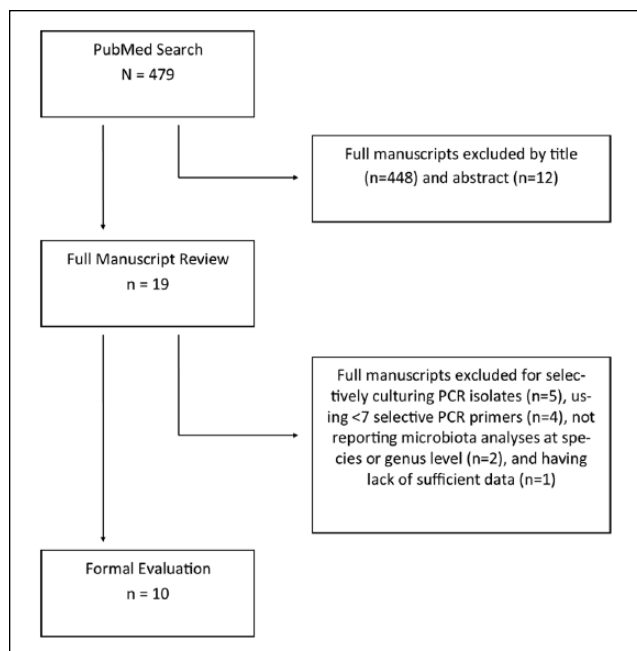 PubMed Search
N = 479
Full manuscripts excluded by title
(n=448) and abstract (n=12)
Full Manuscript Review
n = 19
Full manuscripts excluded for selec-
tively culturing PCR isolates (n=5), us-
ing <7 selective PCR primers (n=4), not
reporting microbiota analyses at spe-
cies or genus level (n=2), and having
lack of sufficient data (n=1)
Formal Evaluation
n = 10